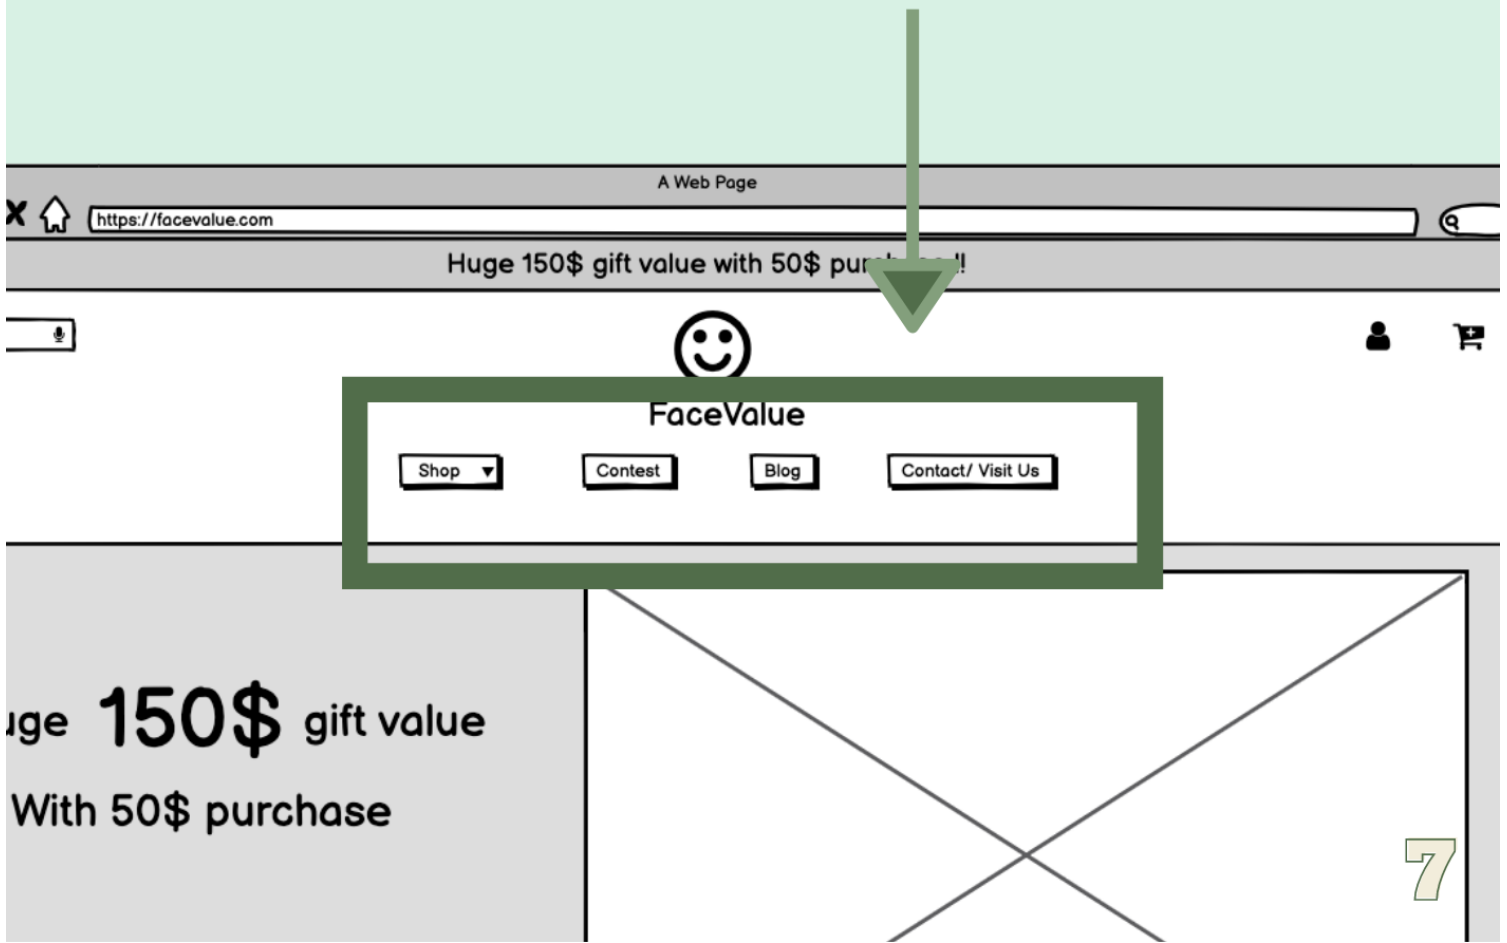 A Web Page
https://facevalue.com
Huge 150$ gift value with 50$
FaceValue
Shop
Contest
Blog
Contact/ Visit Us
150$ gift value
With 50$ purchase
7